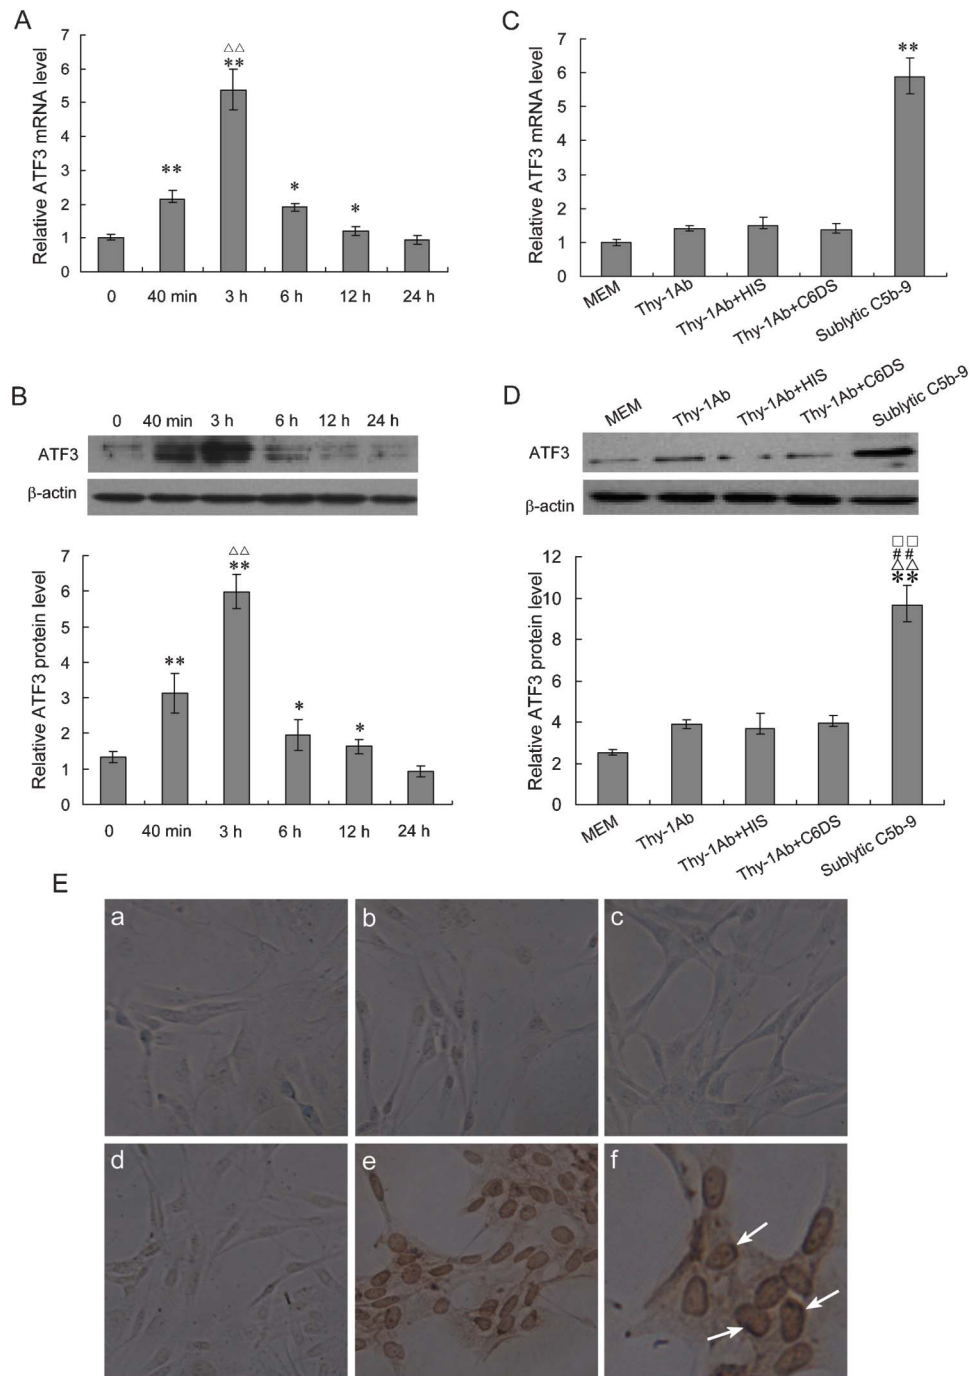 A
Relative ATF3 mRNA level
7
6
5
4
3
2
1
0
△△
**
**
*
*
0 40 min 3 h 6 h 12 h 24 h
C
Relative ATF3 mRNA level
7
6
5
4
3
2
1
0
**
MEM
Thy-1Ab
Thy-1Ab+HIS
Thy-1Ab+C6DS
Sublytic C5b-9
B
0 40 min 3 h 6 h 12 h 24 h
ATF3
β-actin
Relative ATF3 protein level
7
6
5
4
3
2
1
0
△△
**
**
*
*
0 40 min 3 h 6 h 12 h 24 h
D
MEM
Thy-1Ab
Thy-1Ab+HIS
Thy-1Ab+C6DS
Sublytic C5b-9
ATF3
β-actin
Relative ATF3 protein level
12
10
8
6
4
2
0
□□
##
△△
**
MEM
Thy-1Ab
Thy-1Ab+HIS
Thy-1Ab+C6DS
Sublytic C5b-9
E
a
b
c
d
e
f